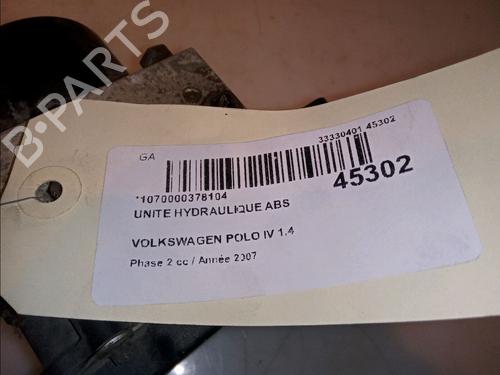 B-PARTS
GA
33330401 45302
*1070000378104
45302
UNITE HYDRAULIQUE ABS
VOLKSWAGEN POLO IV 1.4
Phase 2 cc / Année 2007